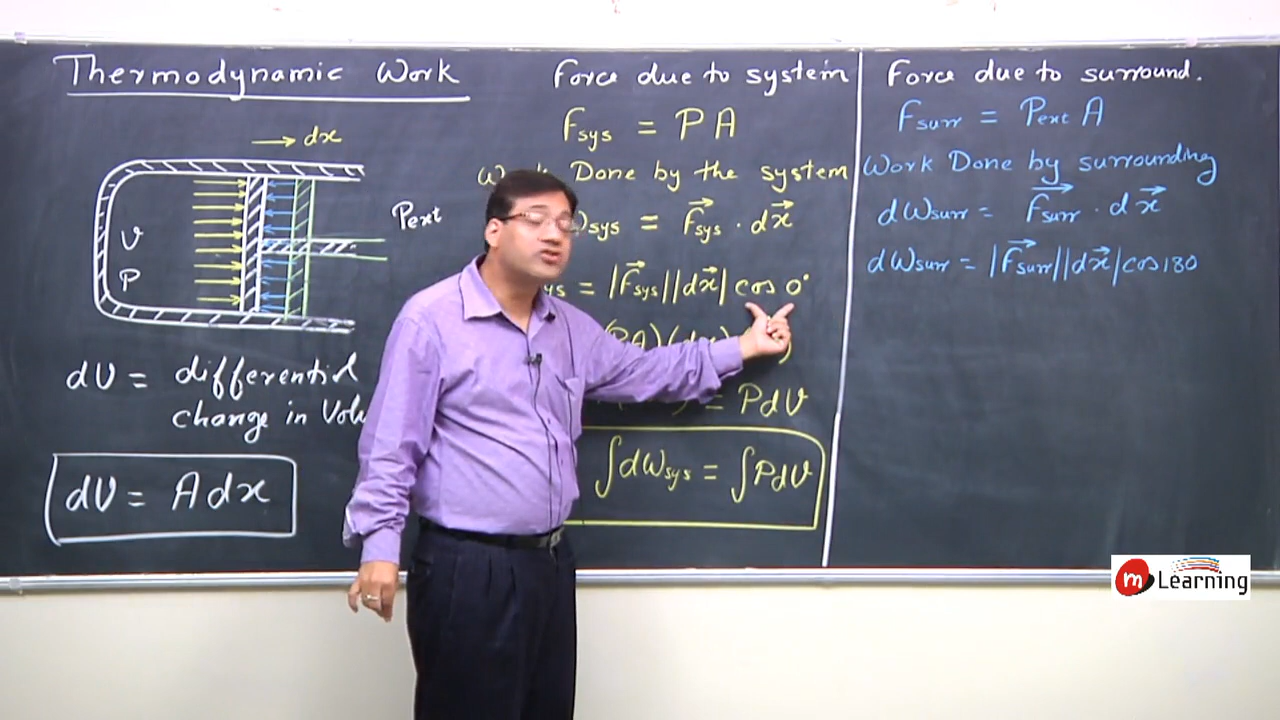 Thermodynamic Work
dx
Pext
V
P
dV = differential
change in
dV = A dx
Force due to system
Fsys = P A
Done by the system
sys = F⃗sys · dx⃗
= |F⃗sys||dx⃗| cos 0°
= PdV
∫dWsys = ∫PdV
Force due to surround.
Fsurr = Pext A
Work Done by surrounding
dWsurr = F⃗surr · dx⃗
dWsurr = |F⃗surr||dx⃗| cos 180
m Learning